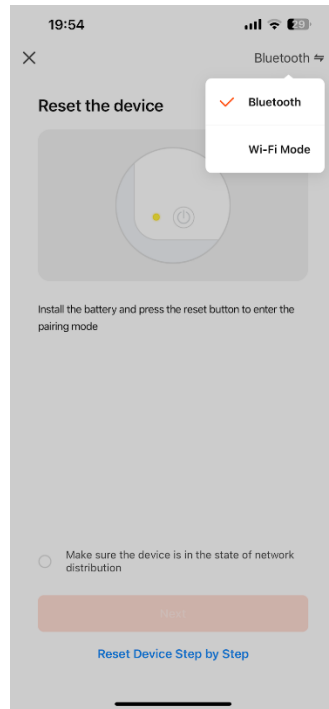 19:54
29
Bluetooth
Reset the device
Bluetooth
Wi-Fi Mode
Install the battery and press the reset button to enter the
pairing mode
Make sure the device is in the state of network
distribution
Next
Reset Device Step by Step